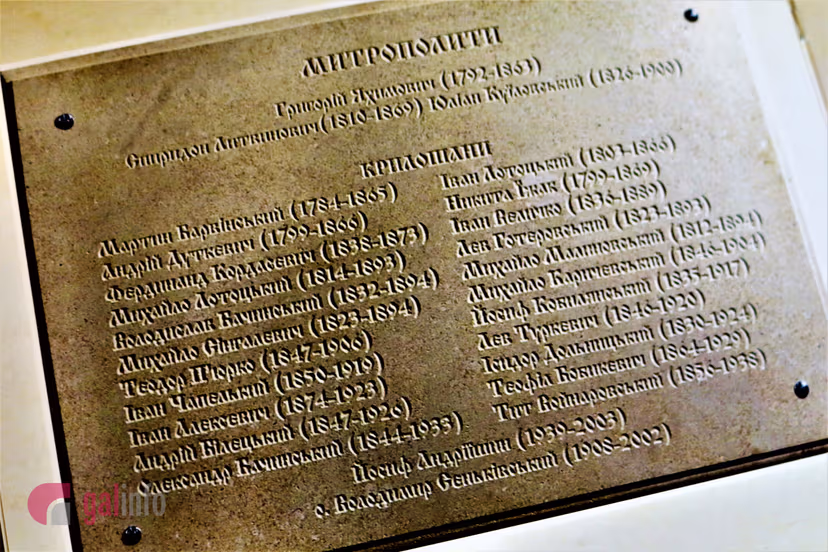 МИТРОПОЛИТИ
Григорій Яхимович (1792-1863)
Спиридон Литвинович (1810-1869) Юліан Куїловський (1826-1900)
КРИЛОШАНИ
Мартин Барвінський (1784-1865)
Андрій Дуткевич (1799-1866)
Фердинанд Кордасевич (1838-1873)
Михайло Лотоцький (1814-1893)
Володислав Бачинський (1832-1894)
Михайло Сінгалевич (1823-1894)
Теодор П'юрко (1847-1906)
Іван Чапельський (1850-1919)
Іван Алексевич (1874-1923)
Андрій Білецький (1847-1926)
Олександр Бачинський (1844-1933)
Іван Лотоцький (1803-1866)
Никита Їжак (1799-1869)
Іван Величко (1836-1889)
Лев Готеровський (1823-1893)
Михайло Малиновський (1812-1894)
Михайло Каричевський (1846-1904)
Йосиф Кобилянський (1835-1917)
Лев Туркевич (1846-1920)
Ісидор Дольницький (1830-1924)
Теофіл Бобикевич (1864-1929)
Тит Войнаровський (1856-1938)
Йосиф Андріїшин (1939-2003)
о. Володимир Сеньківський (1908-2002)
galinfo